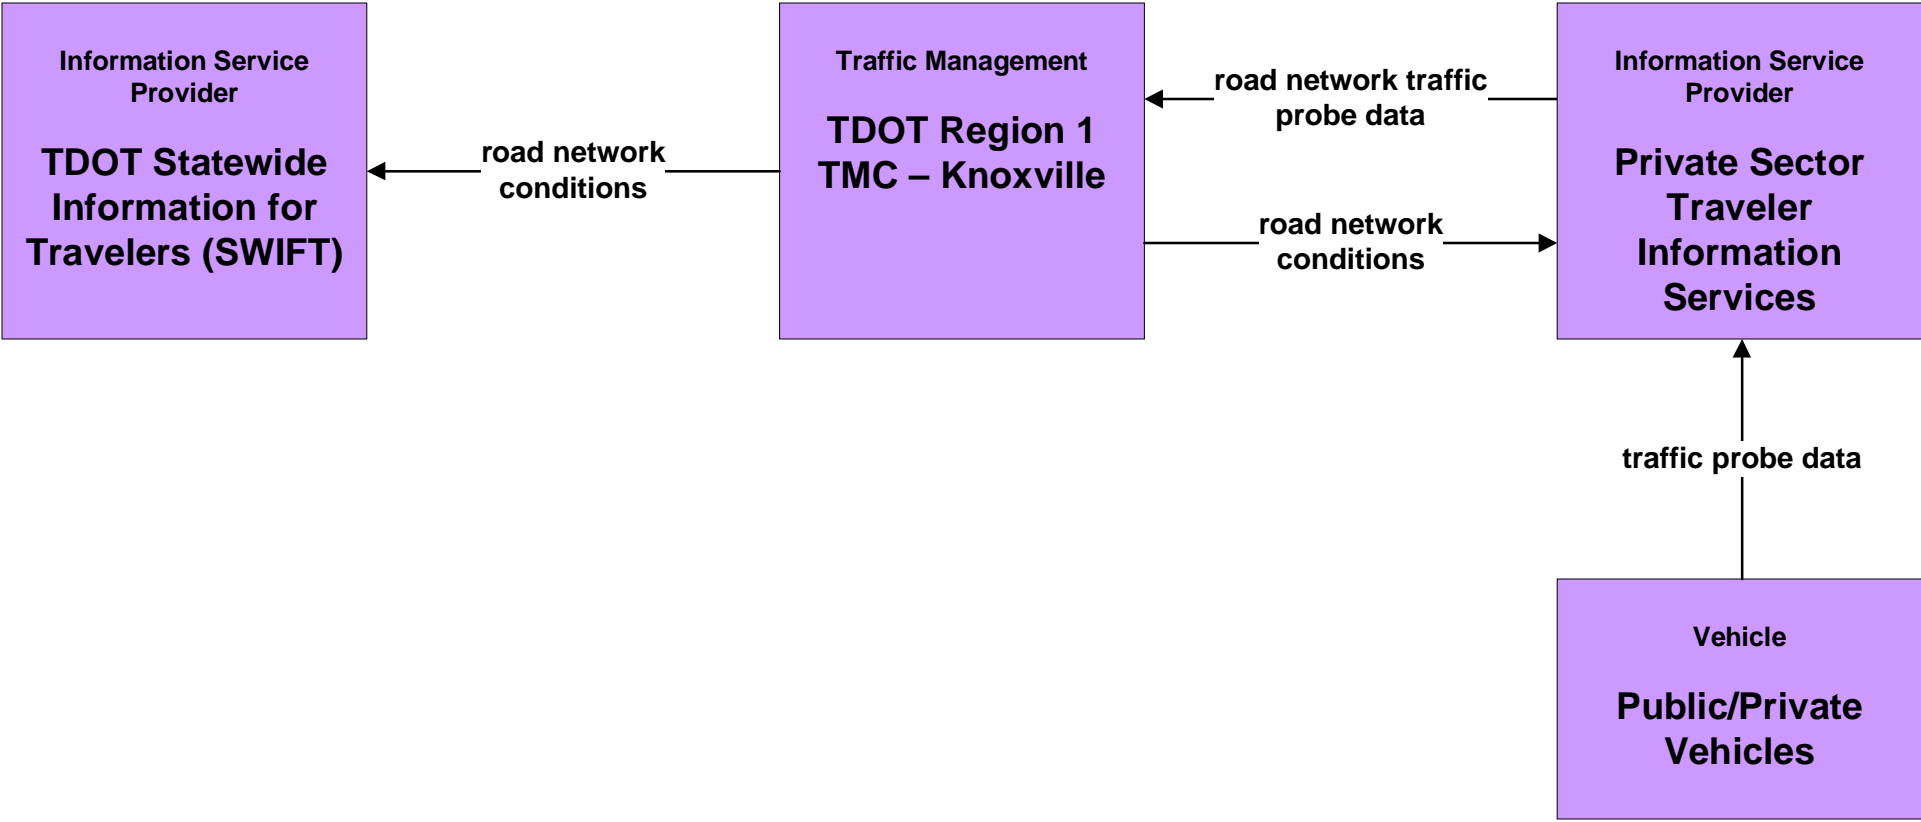 Information Service
Provider
TDOT Statewide
Information for
Travelers (SWIFT)
road network
conditions
Traffic Management
TDOT Region 1
TMC – Knoxville
road network traffic
probe data
road network
conditions
Information Service
Provider
Private Sector
Traveler
Information
Services
traffic probe data
Vehicle
Public/Private
Vehicles